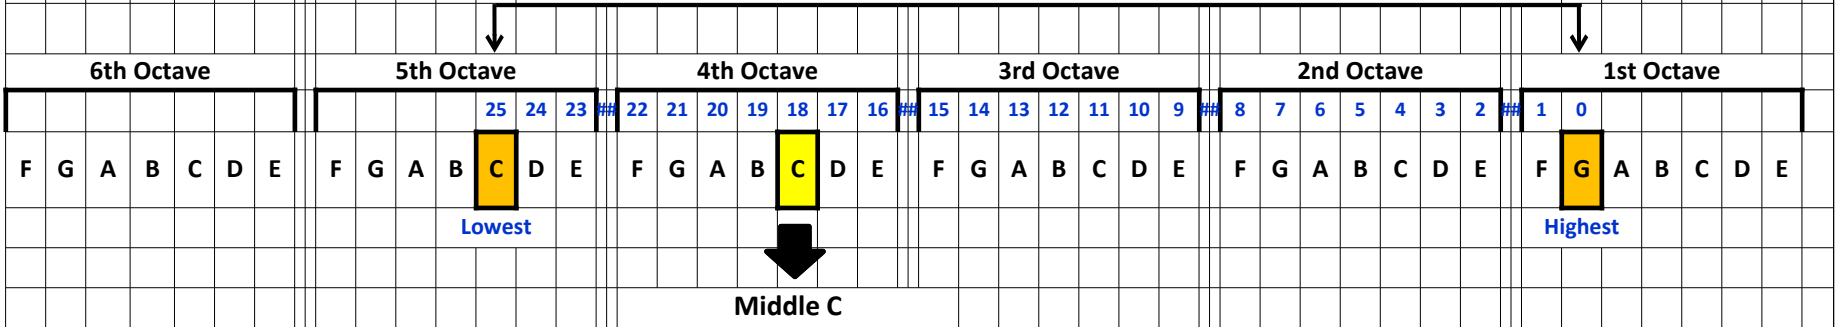 6th Octave 5th Octave 4th Octave 3rd Octave 2nd Octave 1st Octave
25 24 23 ## 22 21 20 19 18 17 16 ## 15 14 13 12 11 10 9 ## 8 7 6 5 4 3 2 ## 1 0
F G A B C D E F G A B C D E F G A B C D E F G A B C D E F G A B C D E F G A B C D E
Lowest Highest
Middle C